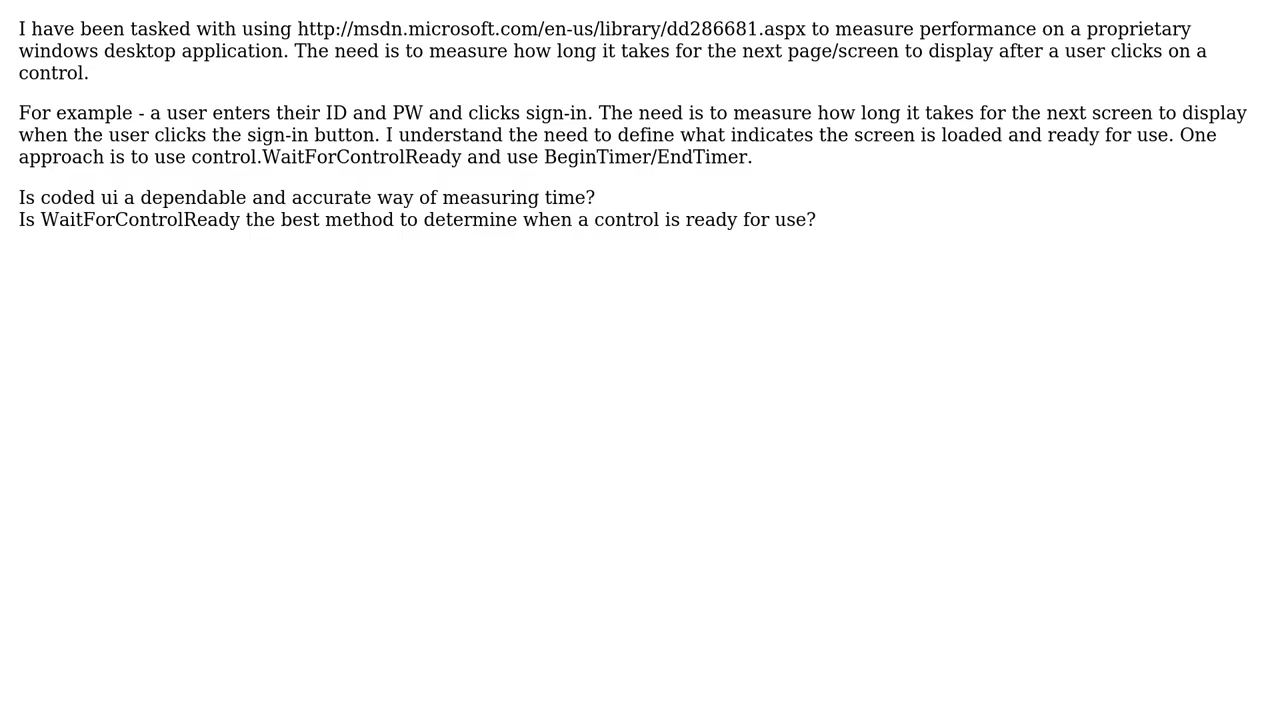 I have been tasked with using http://msdn.microsoft.com/en-us/library/dd286681.aspx to measure performance on a proprietary
windows desktop application. The need is to measure how long it takes for the next page/screen to display after a user clicks on a
control.
For example - a user enters their ID and PW and clicks sign-in. The need is to measure how long it takes for the next screen to display
when the user clicks the sign-in button. I understand the need to define what indicates the screen is loaded and ready for use. One
approach is to use control.WaitForControlReady and use BeginTimer/EndTimer.
Is coded ui a dependable and accurate way of measuring time?
Is WaitForControlReady the best method to determine when a control is ready for use?